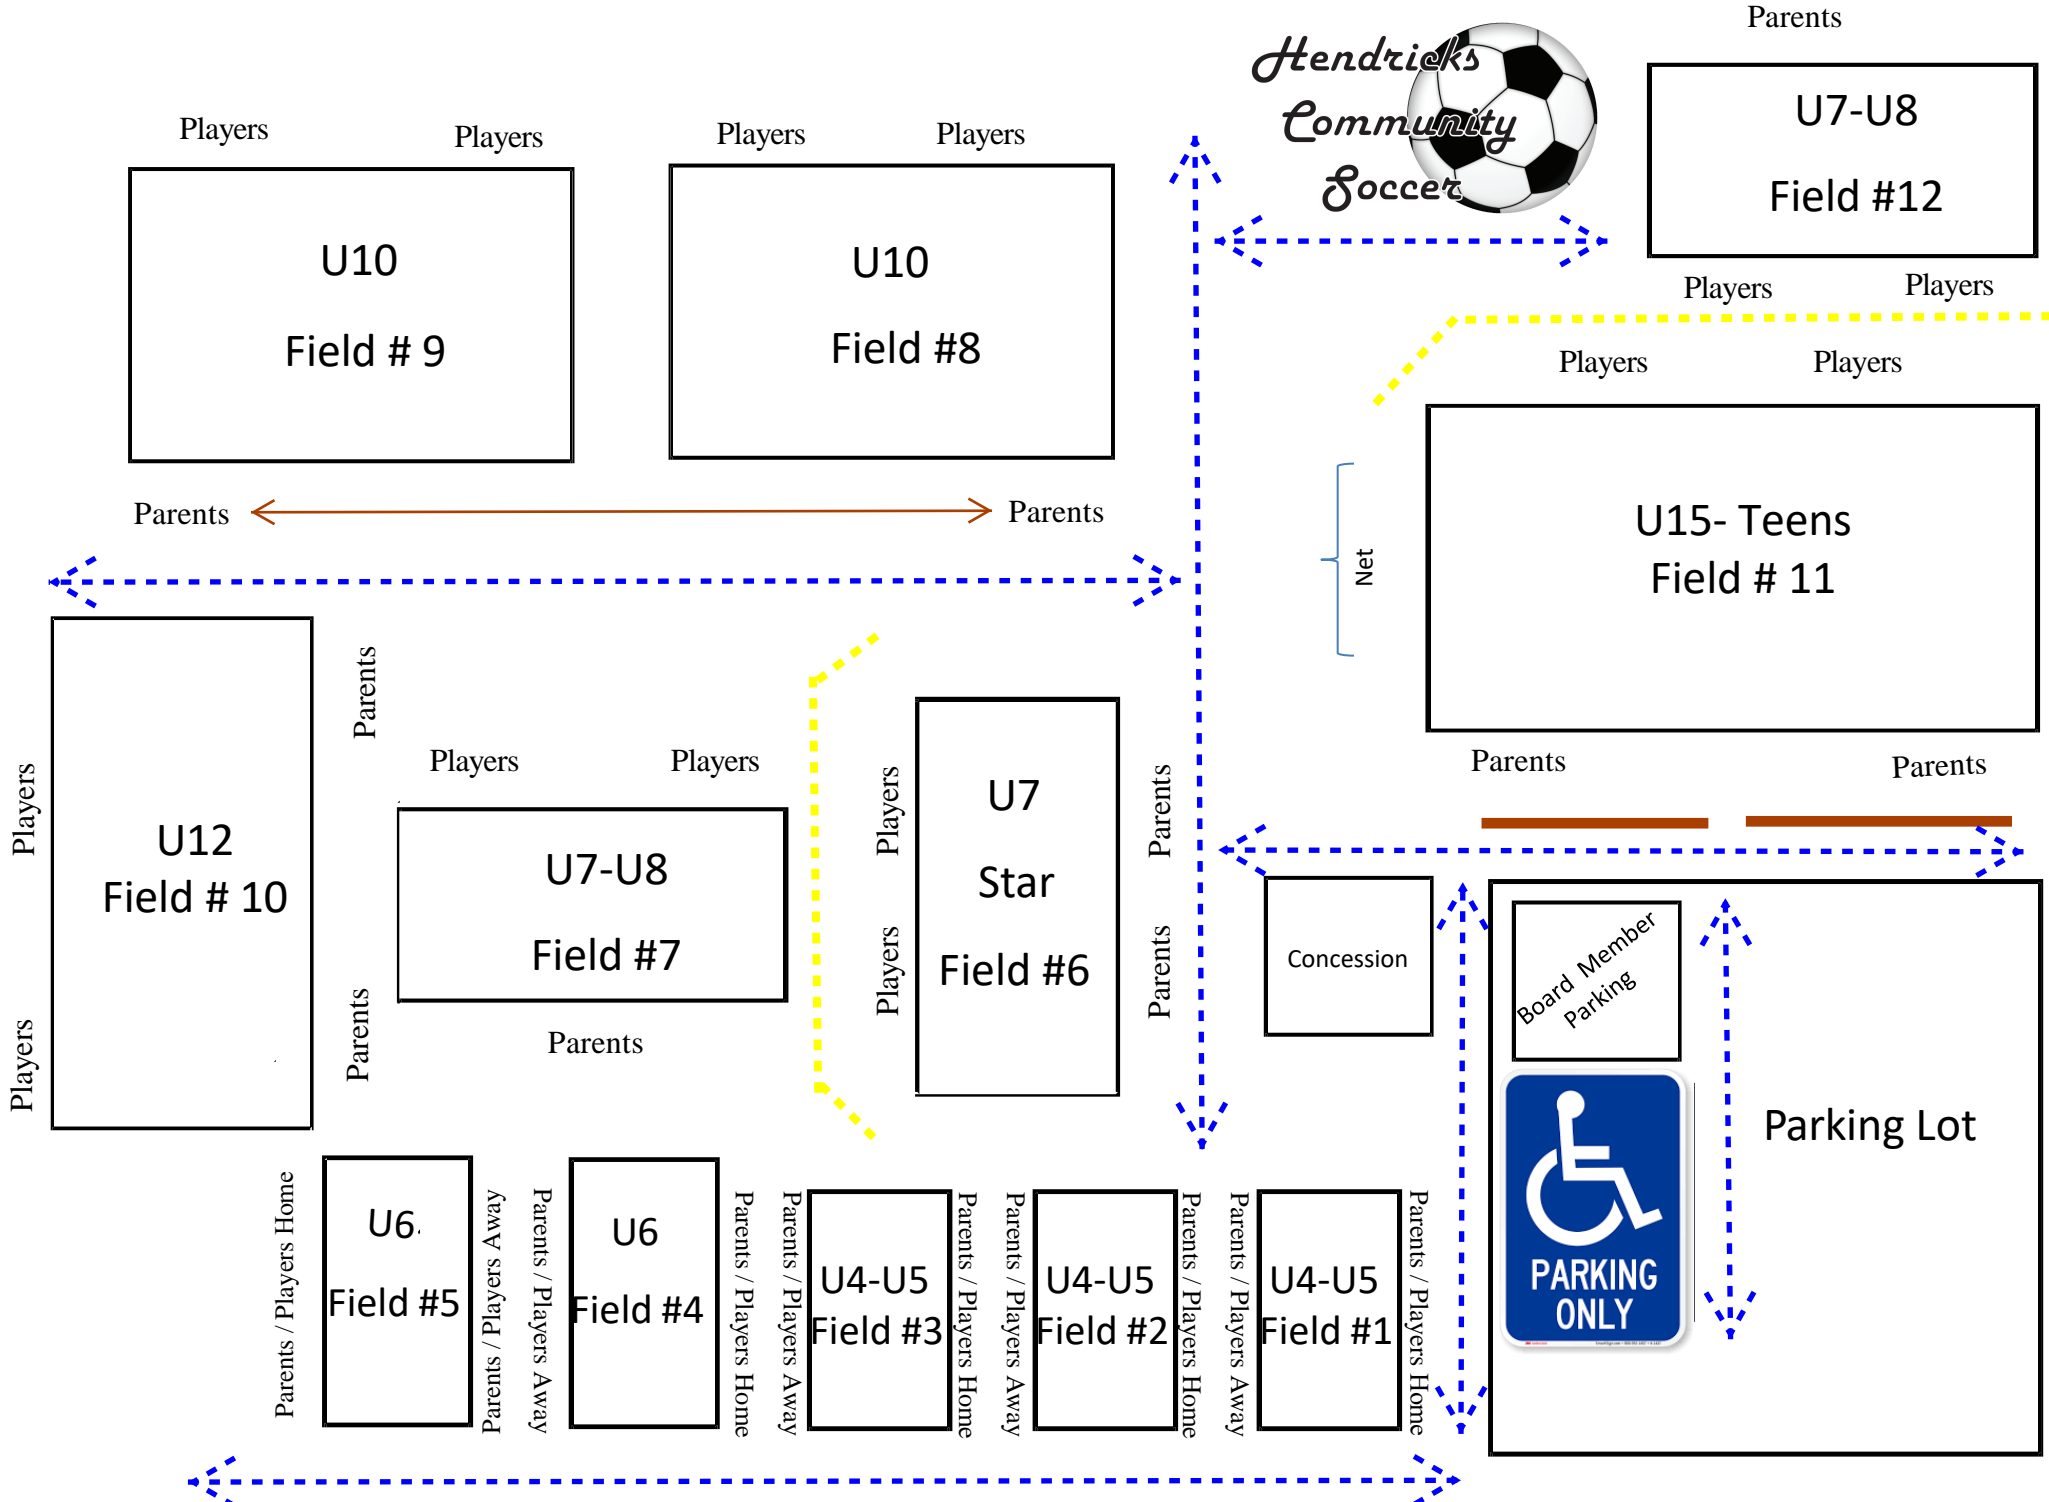 Parents
Hendricks
Community
Soccer
U7-U8
Field #12
Players Players
Players Players
U10
Field # 9
Players Players
U10
Field #8
Parents Parents
Players Players
Players Players
U15- Teens
Field # 11
Net
Parents Parents
Players
Players
U12
Field # 10
Parents
Parents
Players Players
U7-U8
Field #7
Parents
Players
Players
U7
Star
Field #6
Parents
Parents
Concession
Board Member
Parking
Parking Lot
PARKING
ONLY
Parents / Players Home
U6
Field #5
Parents / Players Away
Parents / Players Away
U6
Field #4
Parents / Players Home
Parents / Players Away
U4-U5
Field #3
Parents / Players Home
Parents / Players Away
U4-U5
Field #2
Parents / Players Home
Parents / Players Away
U4-U5
Field #1
Parents / Players Home